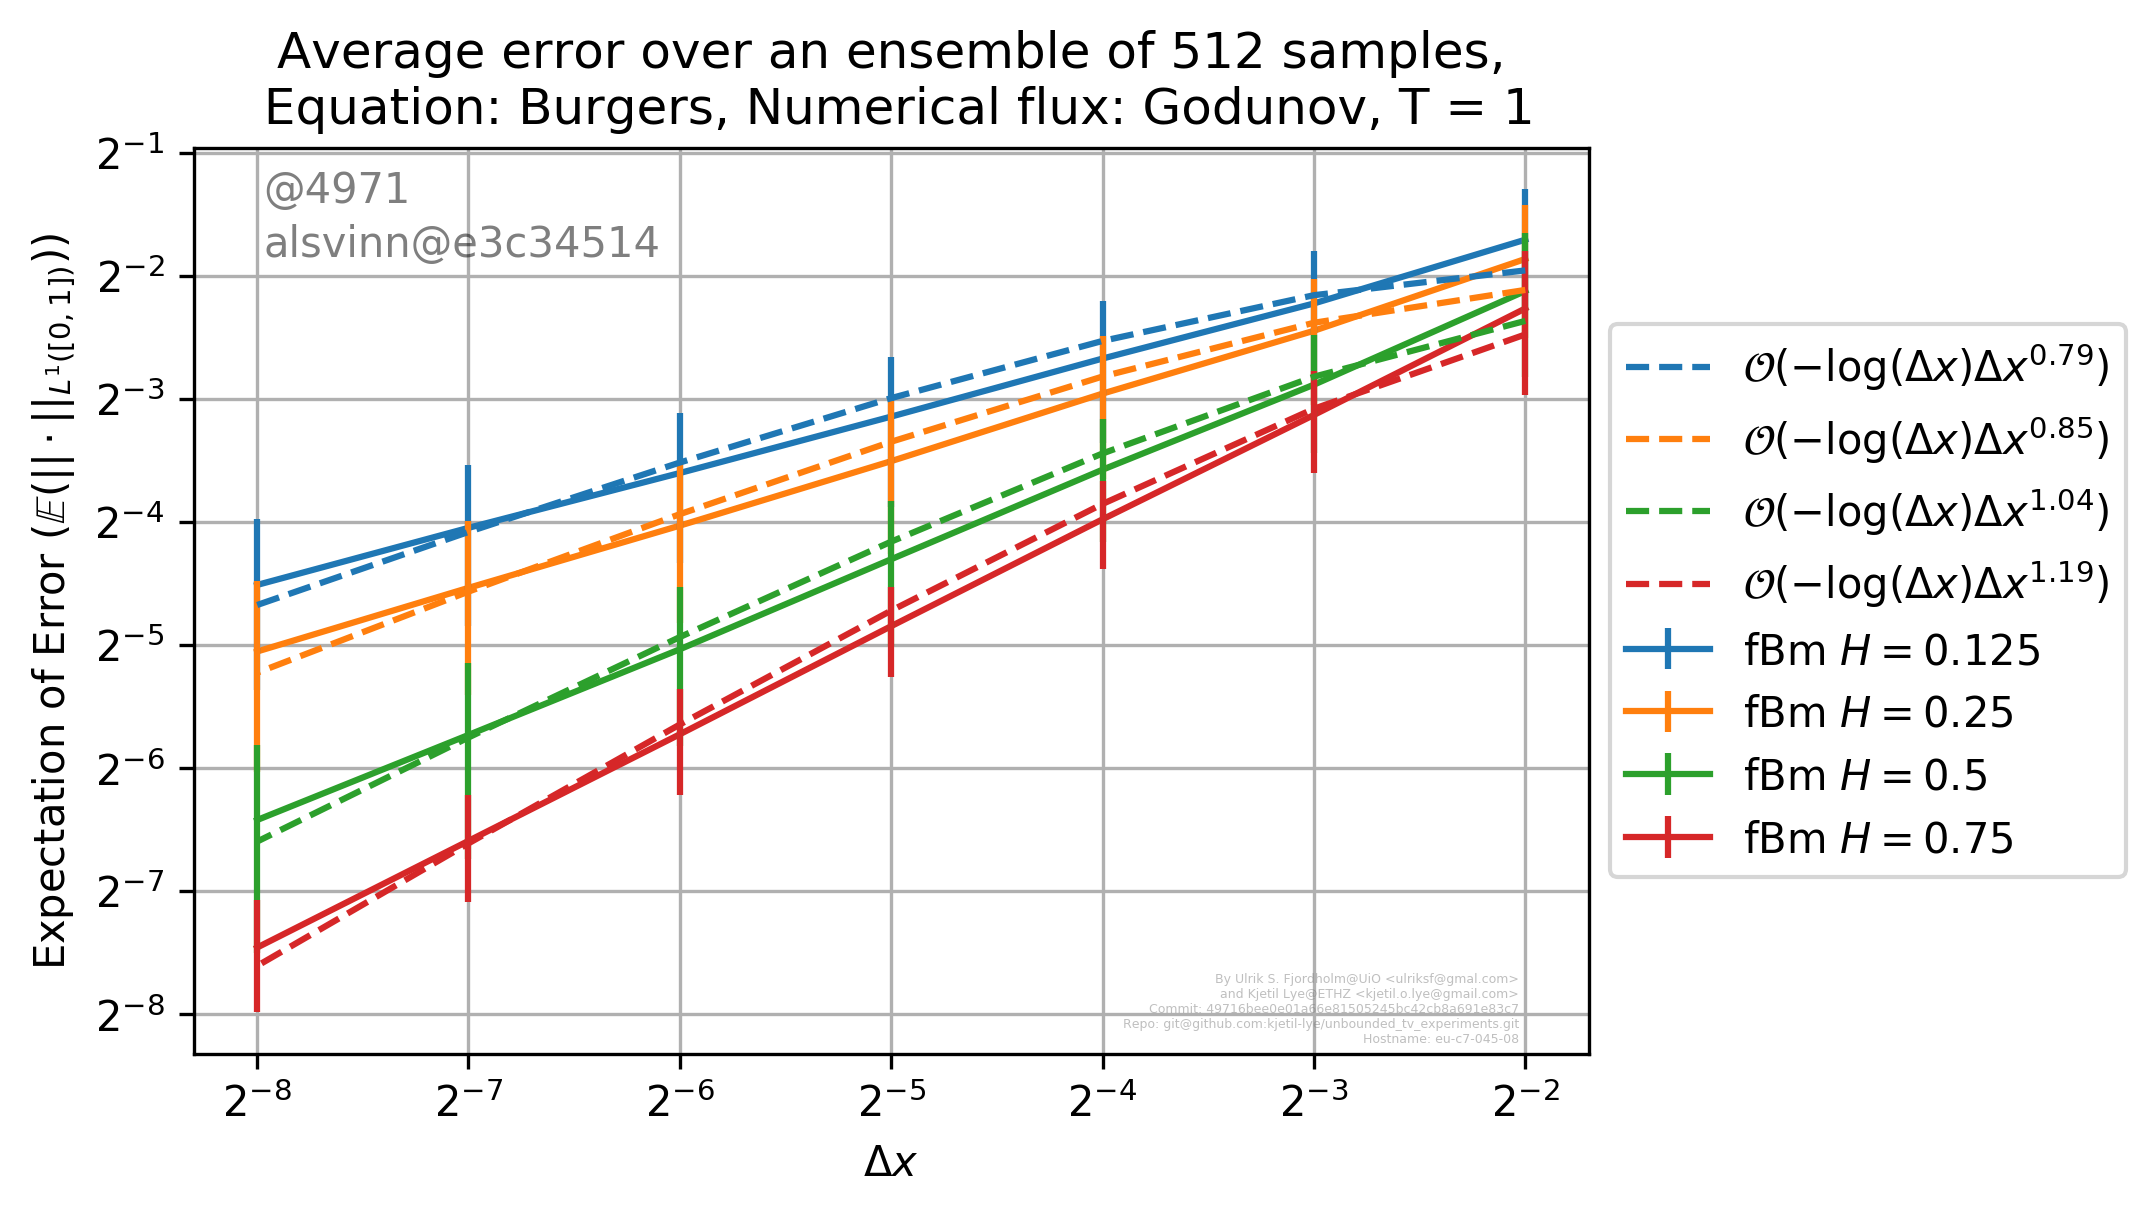 Average error over an ensemble of 512 samples,
Equation: Burgers, Numerical flux: Godunov, T = 1
Expectation of Error (𝔼(|| · ||_{L¹([0, 1])}))
2⁻¹
2⁻²
2⁻³
2⁻⁴
2⁻⁵
2⁻⁶
2⁻⁷
2⁻⁸
@4971
alsvinn@e3c34514
𝒪(−log(Δx)Δx^{0.79})
𝒪(−log(Δx)Δx^{0.85})
𝒪(−log(Δx)Δx^{1.04})
𝒪(−log(Δx)Δx^{1.19})
fBm H = 0.125
fBm H = 0.25
fBm H = 0.5
fBm H = 0.75
By Ulrik S. Fjordholm@UiO <ulriksf@gmal.com>
and Kjetil Lye@ETHZ <kjetil.o.lye@gmail.com>
Commit: 49716bee0e01a66e81505245bc42cb8a691e83c7
Repo: git@github.com:kjetil-lye/unbounded_tv_experiments.git
Hostname: eu-c7-045-08
2⁻⁸ 2⁻⁷ 2⁻⁶ 2⁻⁵ 2⁻⁴ 2⁻³ 2⁻²
Δx